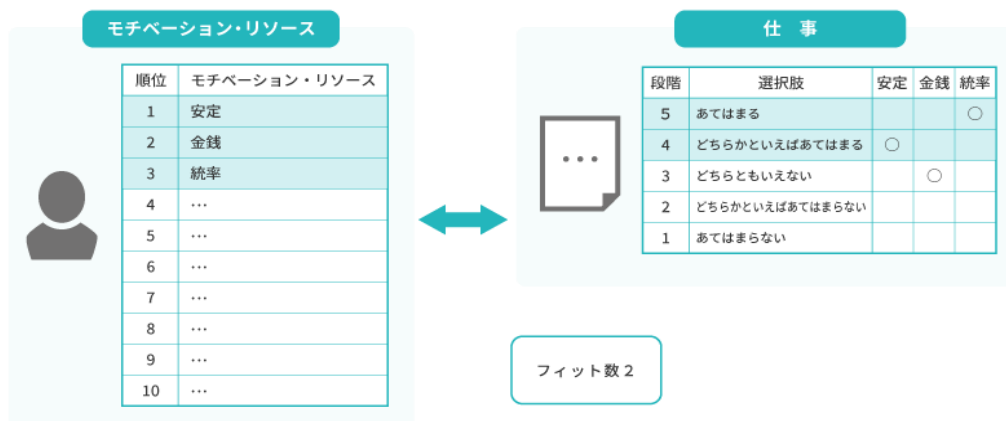 モチベーション・リソース
順位 モチベーション・リソース
1 安定
2 金銭
3 統率
4 …
5 …
6 …
7 …
8 …
9 …
10 …
仕 事
段階 選択肢 安定 金銭 統率
5 あてはまる ○
4 どちらかといえばあてはまる ○
3 どちらともいえない ○
2 どちらかといえばあてはまらない
1 あてはまらない
フィット数2